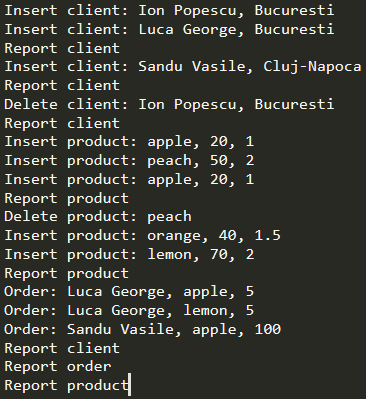 Insert client: Ion Popescu, Bucuresti
Insert client: Luca George, Bucuresti
Report client
Insert client: Sandu Vasile, Cluj-Napoca
Report client
Delete client: Ion Popescu, Bucuresti
Report client
Insert product: apple, 20, 1
Insert product: peach, 50, 2
Insert product: apple, 20, 1
Report product
Delete product: peach
Insert product: orange, 40, 1.5
Insert product: lemon, 70, 2
Report product
Order: Luca George, apple, 5
Order: Luca George, lemon, 5
Order: Sandu Vasile, apple, 100
Report client
Report order
Report product